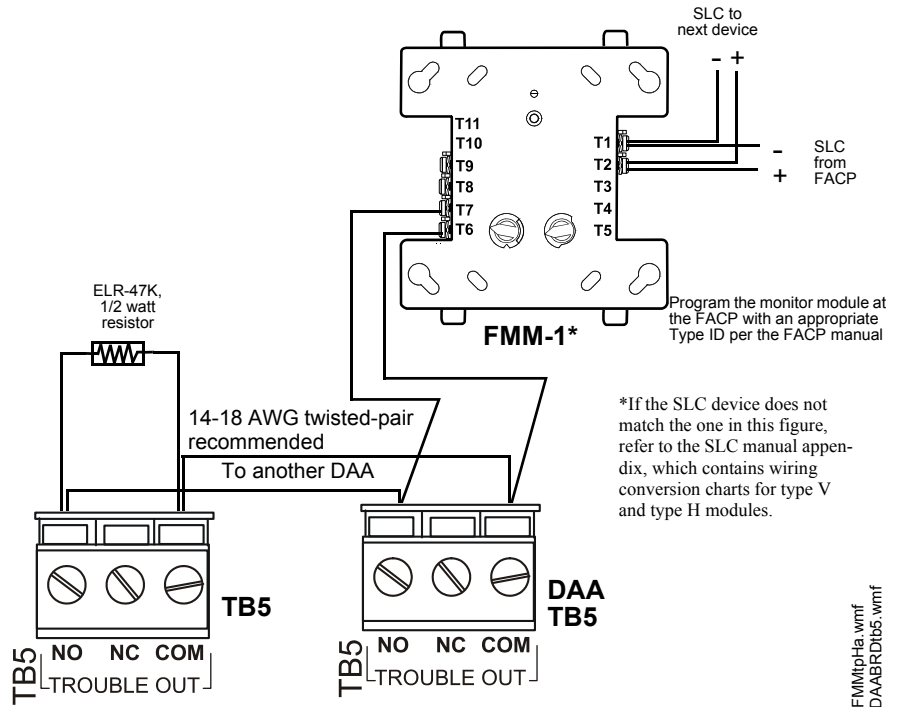 SLC to
next device
- +
T11
T10
T9
T8
T7
T6
T1
T2
T3
T4
T5
-
+
SLC
from
FACP
FMM-1*
Program the monitor module at
the FACP with an appropriate
Type ID per the FACP manual
ELR-47K,
1/2 watt
resistor
14-18 AWG twisted-pair
recommended
To another DAA
*If the SLC device does not
match the one in this figure,
refer to the SLC manual appen-
dix, which contains wiring
conversion charts for type V
and type H modules.
TB5
TB5
NO NC COM
TROUBLE OUT
DAA
TB5
TB5
NO NC COM
TROUBLE OUT
FMMtpHa.wmf
DAABRDtb5.wmf